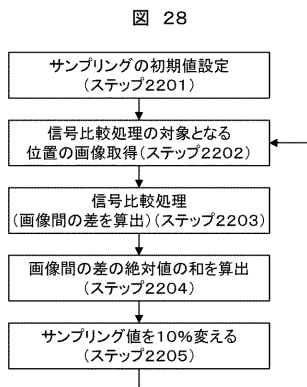 図 28
サンプリングの初期値設定
(ステップ2201)
信号比較処理の対象となる
位置の画像取得(ステップ2202)
信号比較処理
(画像間の差を算出)(ステップ2203)
画像間の差の絶対値の和を算出
(ステップ2204)
サンプリング値を10%変える
(ステップ2205)